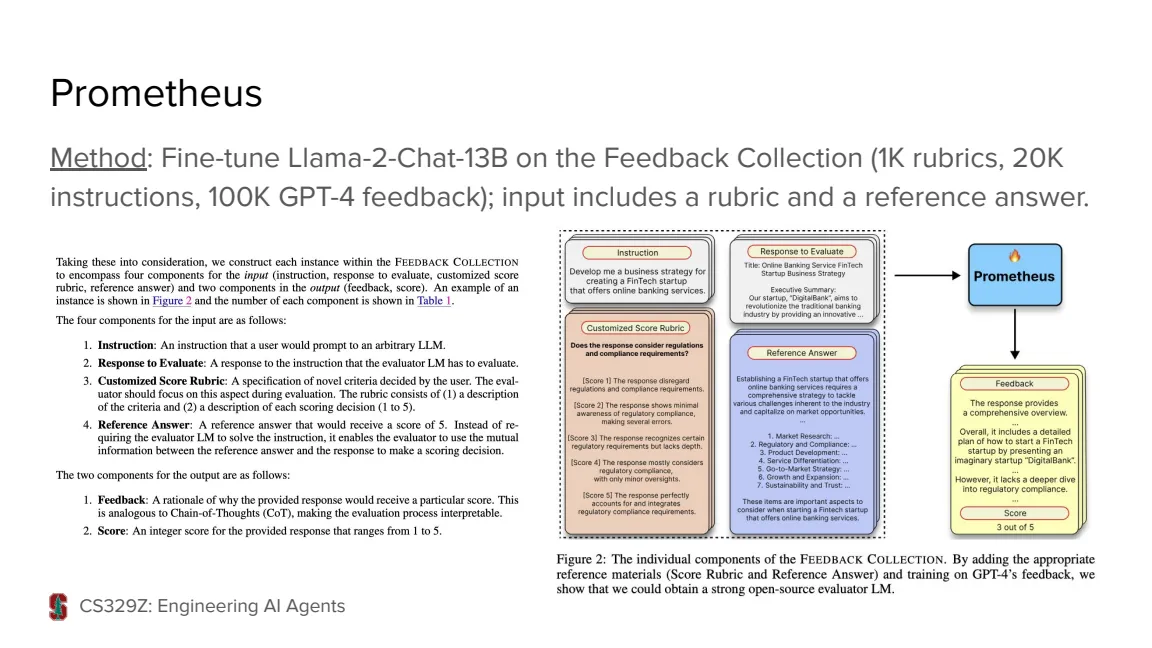 Prometheus
Method: Fine-tune Llama-2-Chat-13B on the Feedback Collection (1K rubrics, 20K
instructions, 100K GPT-4 feedback); input includes a rubric and a reference answer.
Taking these into consideration, we construct each instance within the FEEDBACK COLLECTION
to encompass four components for the input (instruction, response to evaluate, customized score
rubric, reference answer) and two components in the output (feedback, score). An example of an
instance is shown in Figure 2 and the number of each component is shown in Table 1.
The four components for the input are as follows:
1. Instruction: An instruction that a user would prompt to an arbitrary LLM.
2. Response to Evaluate: A response to the instruction that the evaluator LM has to evaluate.
3. Customized Score Rubric: A specification of novel criteria decided by the user. The eval-
uator should focus on this aspect during evaluation. The rubric consists of (1) a description
of the criteria and (2) a description of each scoring decision (1 to 5).
4. Reference Answer: A reference answer that would receive a score of 5. Instead of re-
quiring the evaluator LM to solve the instruction, it enables the evaluator to use the mutual
information between the reference answer and the response to make a scoring decision.
The two components for the output are as follows:
1. Feedback: A rationale of why the provided response would receive a particular score. This
is analogous to Chain-of-Thoughts (CoT), making the evaluation process interpretable.
2. Score: An integer score for the provided response that ranges from 1 to 5.
Instruction
Develop me a business strategy for
creating a FinTech startup
that offers online banking services.
Customized Score Rubric
Does the response consider regulations
and compliance requirements?
[Score 1] The response disregard
regulations and compliance requirements.
[Score 2] The response shows minimal
awareness of regulatory compliance,
making several errors.
[Score 3] The response recognizes certain
regulatory requirements but lacks depth.
[Score 4] The response mostly considers
regulatory compliance,
with only minor oversights.
[Score 5] The response perfectly
accounts for and integrates
regulatory compliance requirements.
Response to Evaluate
Title: Online Banking Service FinTech
Startup Business Strategy
Executive Summary:
Our startup, "DigitalBank", aims to
revolutionize the traditional banking
industry by providing an innovative ...
Reference Answer
Establishing a FinTech startup that offers
online banking services requires a
comprehensive strategy to tackle
various challenges inherent to the industry
and capitalize on market opportunities.
...
1. Market Research: ...
2. Regulatory and Compliance: ...
3. Product Development: ...
4. Service Differentiation: ...
5. Go-to-Market Strategy: ...
6. Growth and Expansion: ...
7. Sustainability and Trust: ...
These items are important aspects to
consider when starting a Fintech startup
that offers online banking services.
Prometheus
Feedback
The response provides
a comprehensive overview.
...
Overall, it includes a detailed
plan of how to start a FinTech
startup by presenting an
imaginary startup "DigitalBank".
...
However, it lacks a deeper dive
into regulatory compliance.
...
Score
3 out of 5
Figure 2: The individual components of the FEEDBACK COLLECTION. By adding the appropriate
reference materials (Score Rubric and Reference Answer) and training on GPT-4's feedback, we
show that we could obtain a strong open-source evaluator LM.
CS329Z: Engineering AI Agents